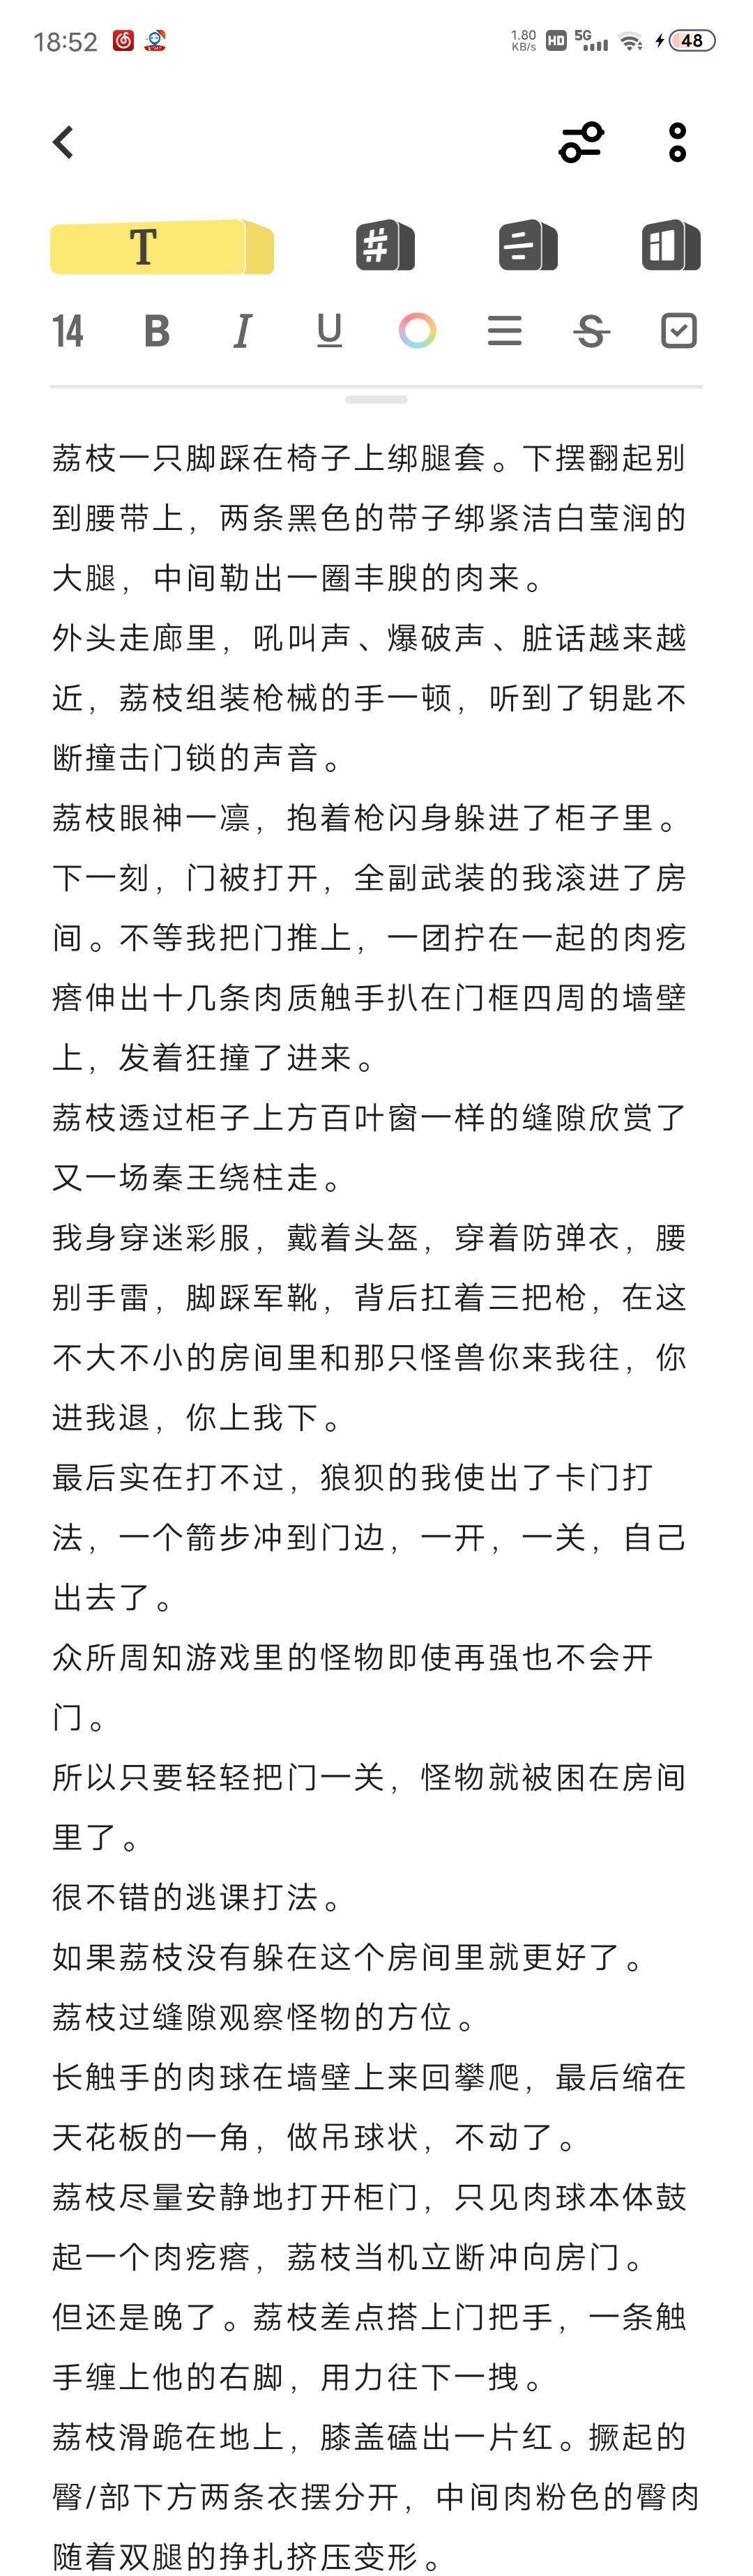 18:52
1.80
KB/s
HD
5G
48
T
#
14 B I U S
荔枝一只脚踩在椅子上绑腿套。下摆翻起别
到腰带上，两条黑色的带子绑紧洁白莹润的
大腿，中间勒出一圈丰腴的肉来。
外头走廊里，吼叫声、爆破声、脏话越来越
近，荔枝组装枪械的手一顿，听到了钥匙不
断撞击门锁的声音。
荔枝眼神一凛，抱着枪闪身躲进了柜子里。
下一刻，门被打开，全副武装的我滚进了房
间。不等我把门推上，一团拧在一起的肉疙
瘩伸出十几条肉质触手扒在门框四周的墙壁
上，发着狂撞了进来。
荔枝透过柜子上方百叶窗一样的缝隙欣赏了
又一场秦王绕柱走。
我身穿迷彩服，戴着头盔，穿着防弹衣，腰
别手雷，脚踩军靴，背后扛着三把枪，在这
不大不小的房间里和那只怪兽你来我往，你
进我退，你上我下。
最后实在打不过，狼狈的我使出了卡门打
法，一个箭步冲到门边，一开，一关，自己
出去了。
众所周知游戏里的怪物即使再强也不会开
门。
所以只要轻轻把门一关，怪物就被困在房间
里了。
很不错的逃课打法。
如果荔枝没有躲在这个房间里就更好了。
荔枝过缝隙观察怪物的方位。
长触手的肉球在墙壁上来回攀爬，最后缩在
天花板的一角，做吊球状，不动了。
荔枝尽量安静地打开柜门，只见肉球本体鼓
起一个肉疙瘩，荔枝当机立断冲向房门。
但还是晚了。荔枝差点搭上门把手，一条触
手缠上他的右脚，用力往下一拽。
荔枝滑跪在地上，膝盖磕出一片红。撅起的
臀/部下方两条衣摆分开，中间肉粉色的臀肉
随着双腿的挣扎挤压变形。